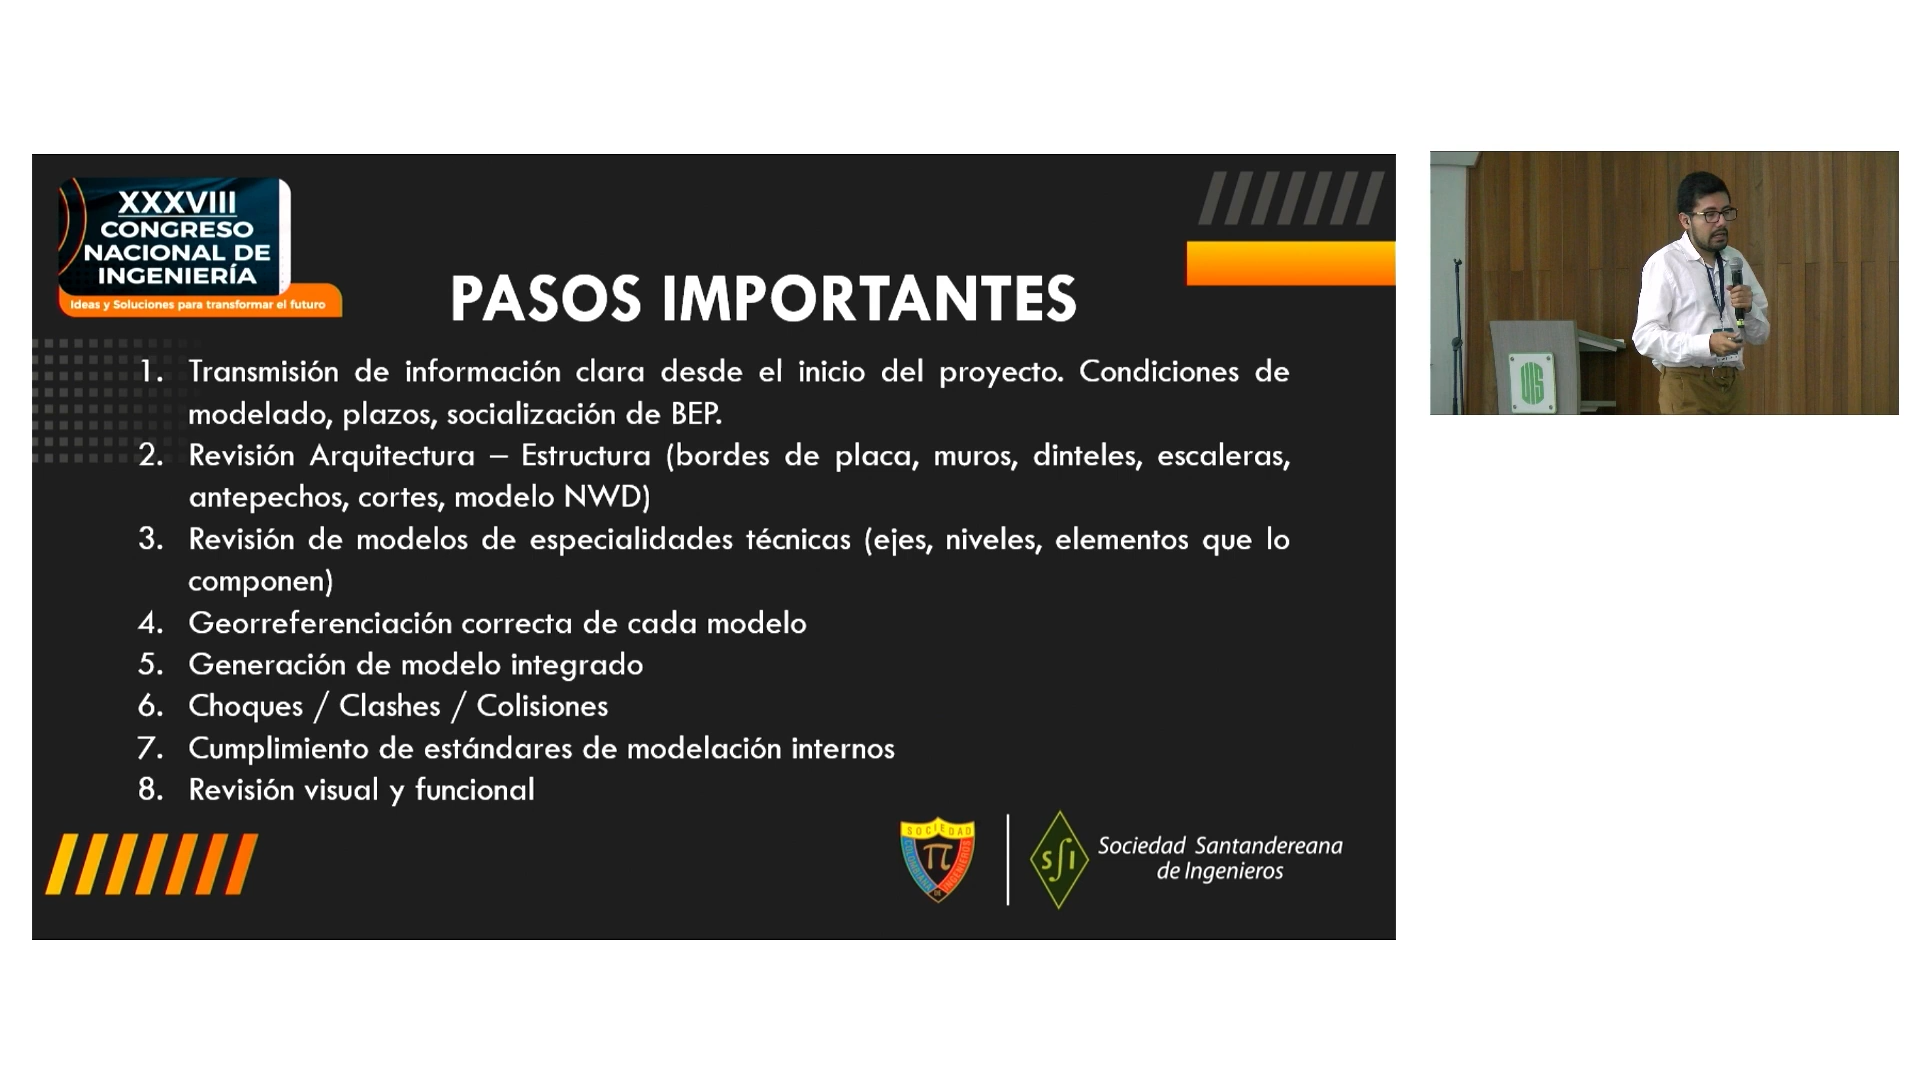 XXXVIII
CONGRESO
NACIONAL DE
INGENIERÍA
Ideas y Soluciones para transformar el futuro
PASOS IMPORTANTES
1. Transmisión de información clara desde el inicio del proyecto. Condiciones de
modelado, plazos, socialización de BEP.
2. Revisión Arquitectura – Estructura (bordes de placa, muros, dinteles, escaleras,
antepechos, cortes, modelo NWD)
3. Revisión de modelos de especialidades técnicas (ejes, niveles, elementos que lo
componen)
4. Georreferenciación correcta de cada modelo
5. Generación de modelo integrado
6. Choques / Clashes / Colisiones
7. Cumplimiento de estándares de modelación internos
8. Revisión visual y funcional
SOCIEDAD
COLOMBIANA DE INGENIEROS
π
S∫I
Sociedad Santandereana
de Ingenieros
UIS